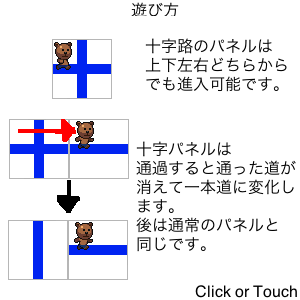 遊び方
十字路のパネルは
上下左右どちらから
でも進入可能です。
十字パネルは
通過すると通った道が
消えて一本道に変化し
ます。
後は通常のパネルと
同じです。
Click or Touch